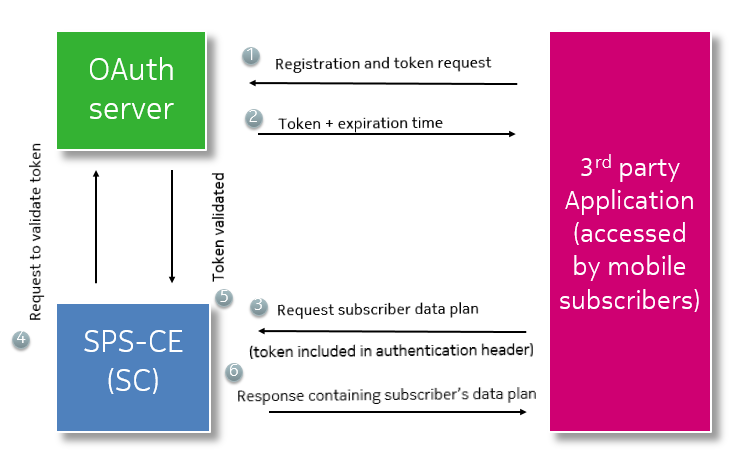 OAuth
server
1
Registration and token request
2
Token + expiration time
3rd party
Application
(accessed
by mobile
subscribers)
Request to validate token
Token validated
4
5
SPS-CE
(SC)
3
Request subscriber data plan
(token included in authentication header)
6
Response containing subscriber's data plan